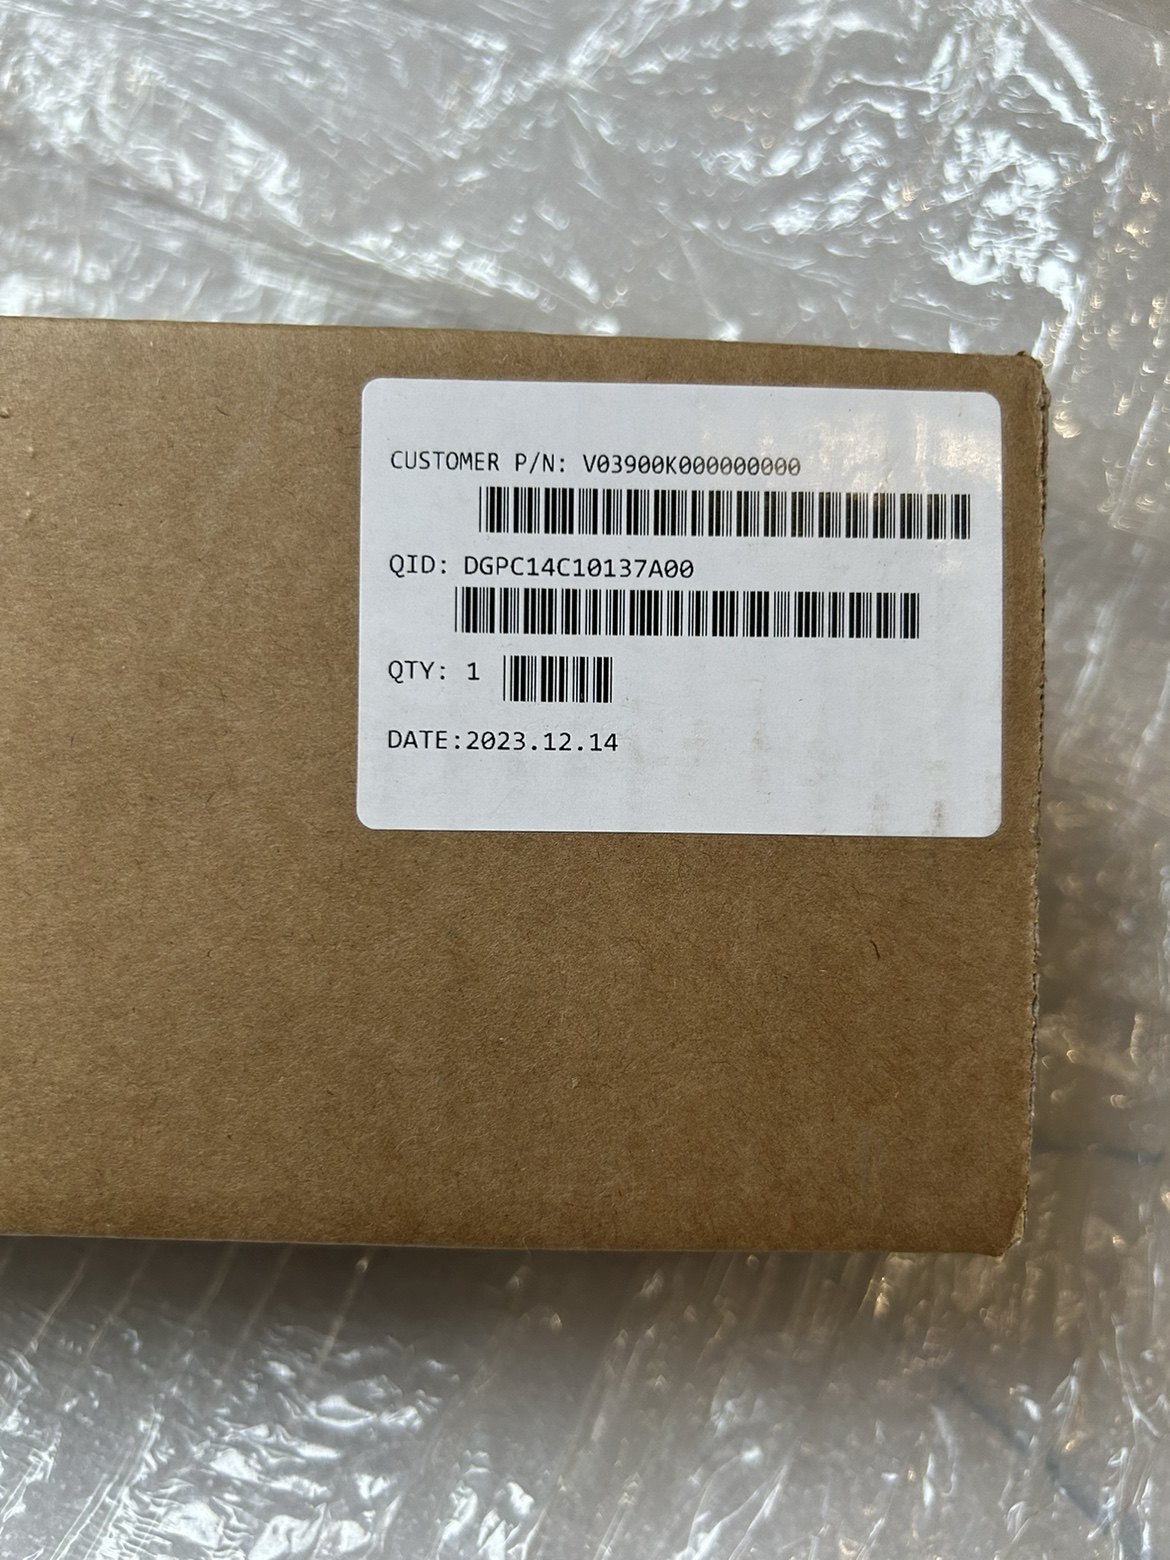 CUSTOMER P/N: V03900K000000000
QID: DGPC14C10137A00
QTY: 1
DATE:2023.12.14